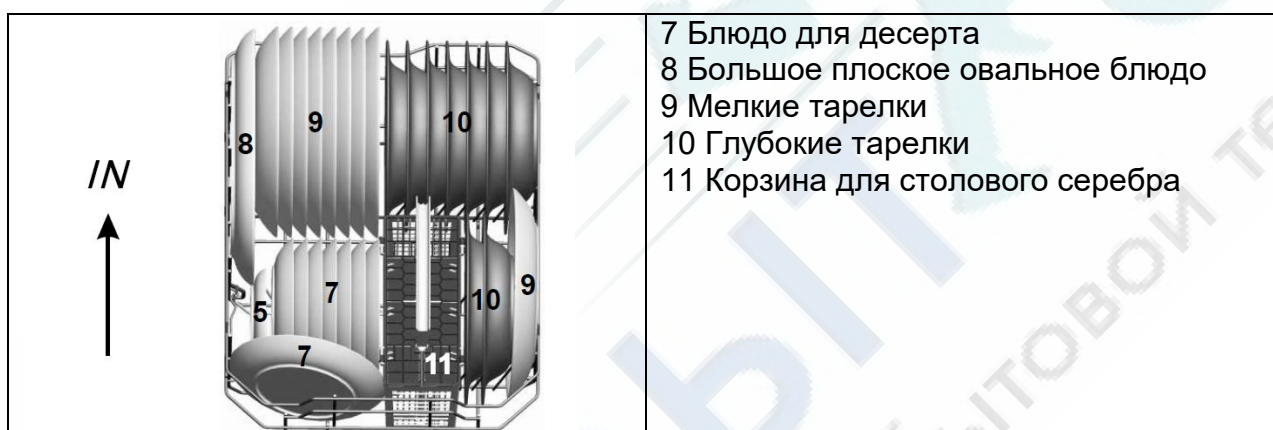 IN
8
9
10
5
7
10
9
7
11
7 Блюдо для десерта
8 Большое плоское овальное блюдо
9 Мелкие тарелки
10 Глубокие тарелки
11 Корзина для столового серебра